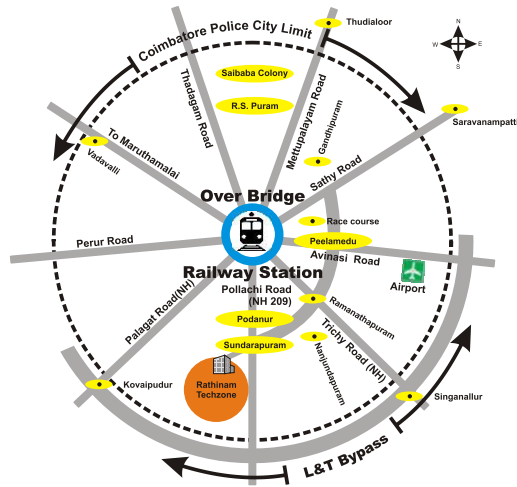 Coimbatore Police City Limit
Thudialoor
N
W
E
S
Saibaba Colony
R.S. Puram
Thadagam Road
Mettupalayam Road
Gandhipuram
Saravanampatti
To Maruthamalai
Vadavalli
Sathy Road
Over Bridge
Race course
Perur Road
Peelamedu
Avinasi Road
Railway Station
Airport
Pollachi Road
(NH 209)
Palagat Road(NH)
Ramanathapuram
Podanur
Trichy Road (NH)
Sundarapuram
Nanjundapuram
Kovaipudur
Rathinam
Techzone
Singanallur
L&T Bypass